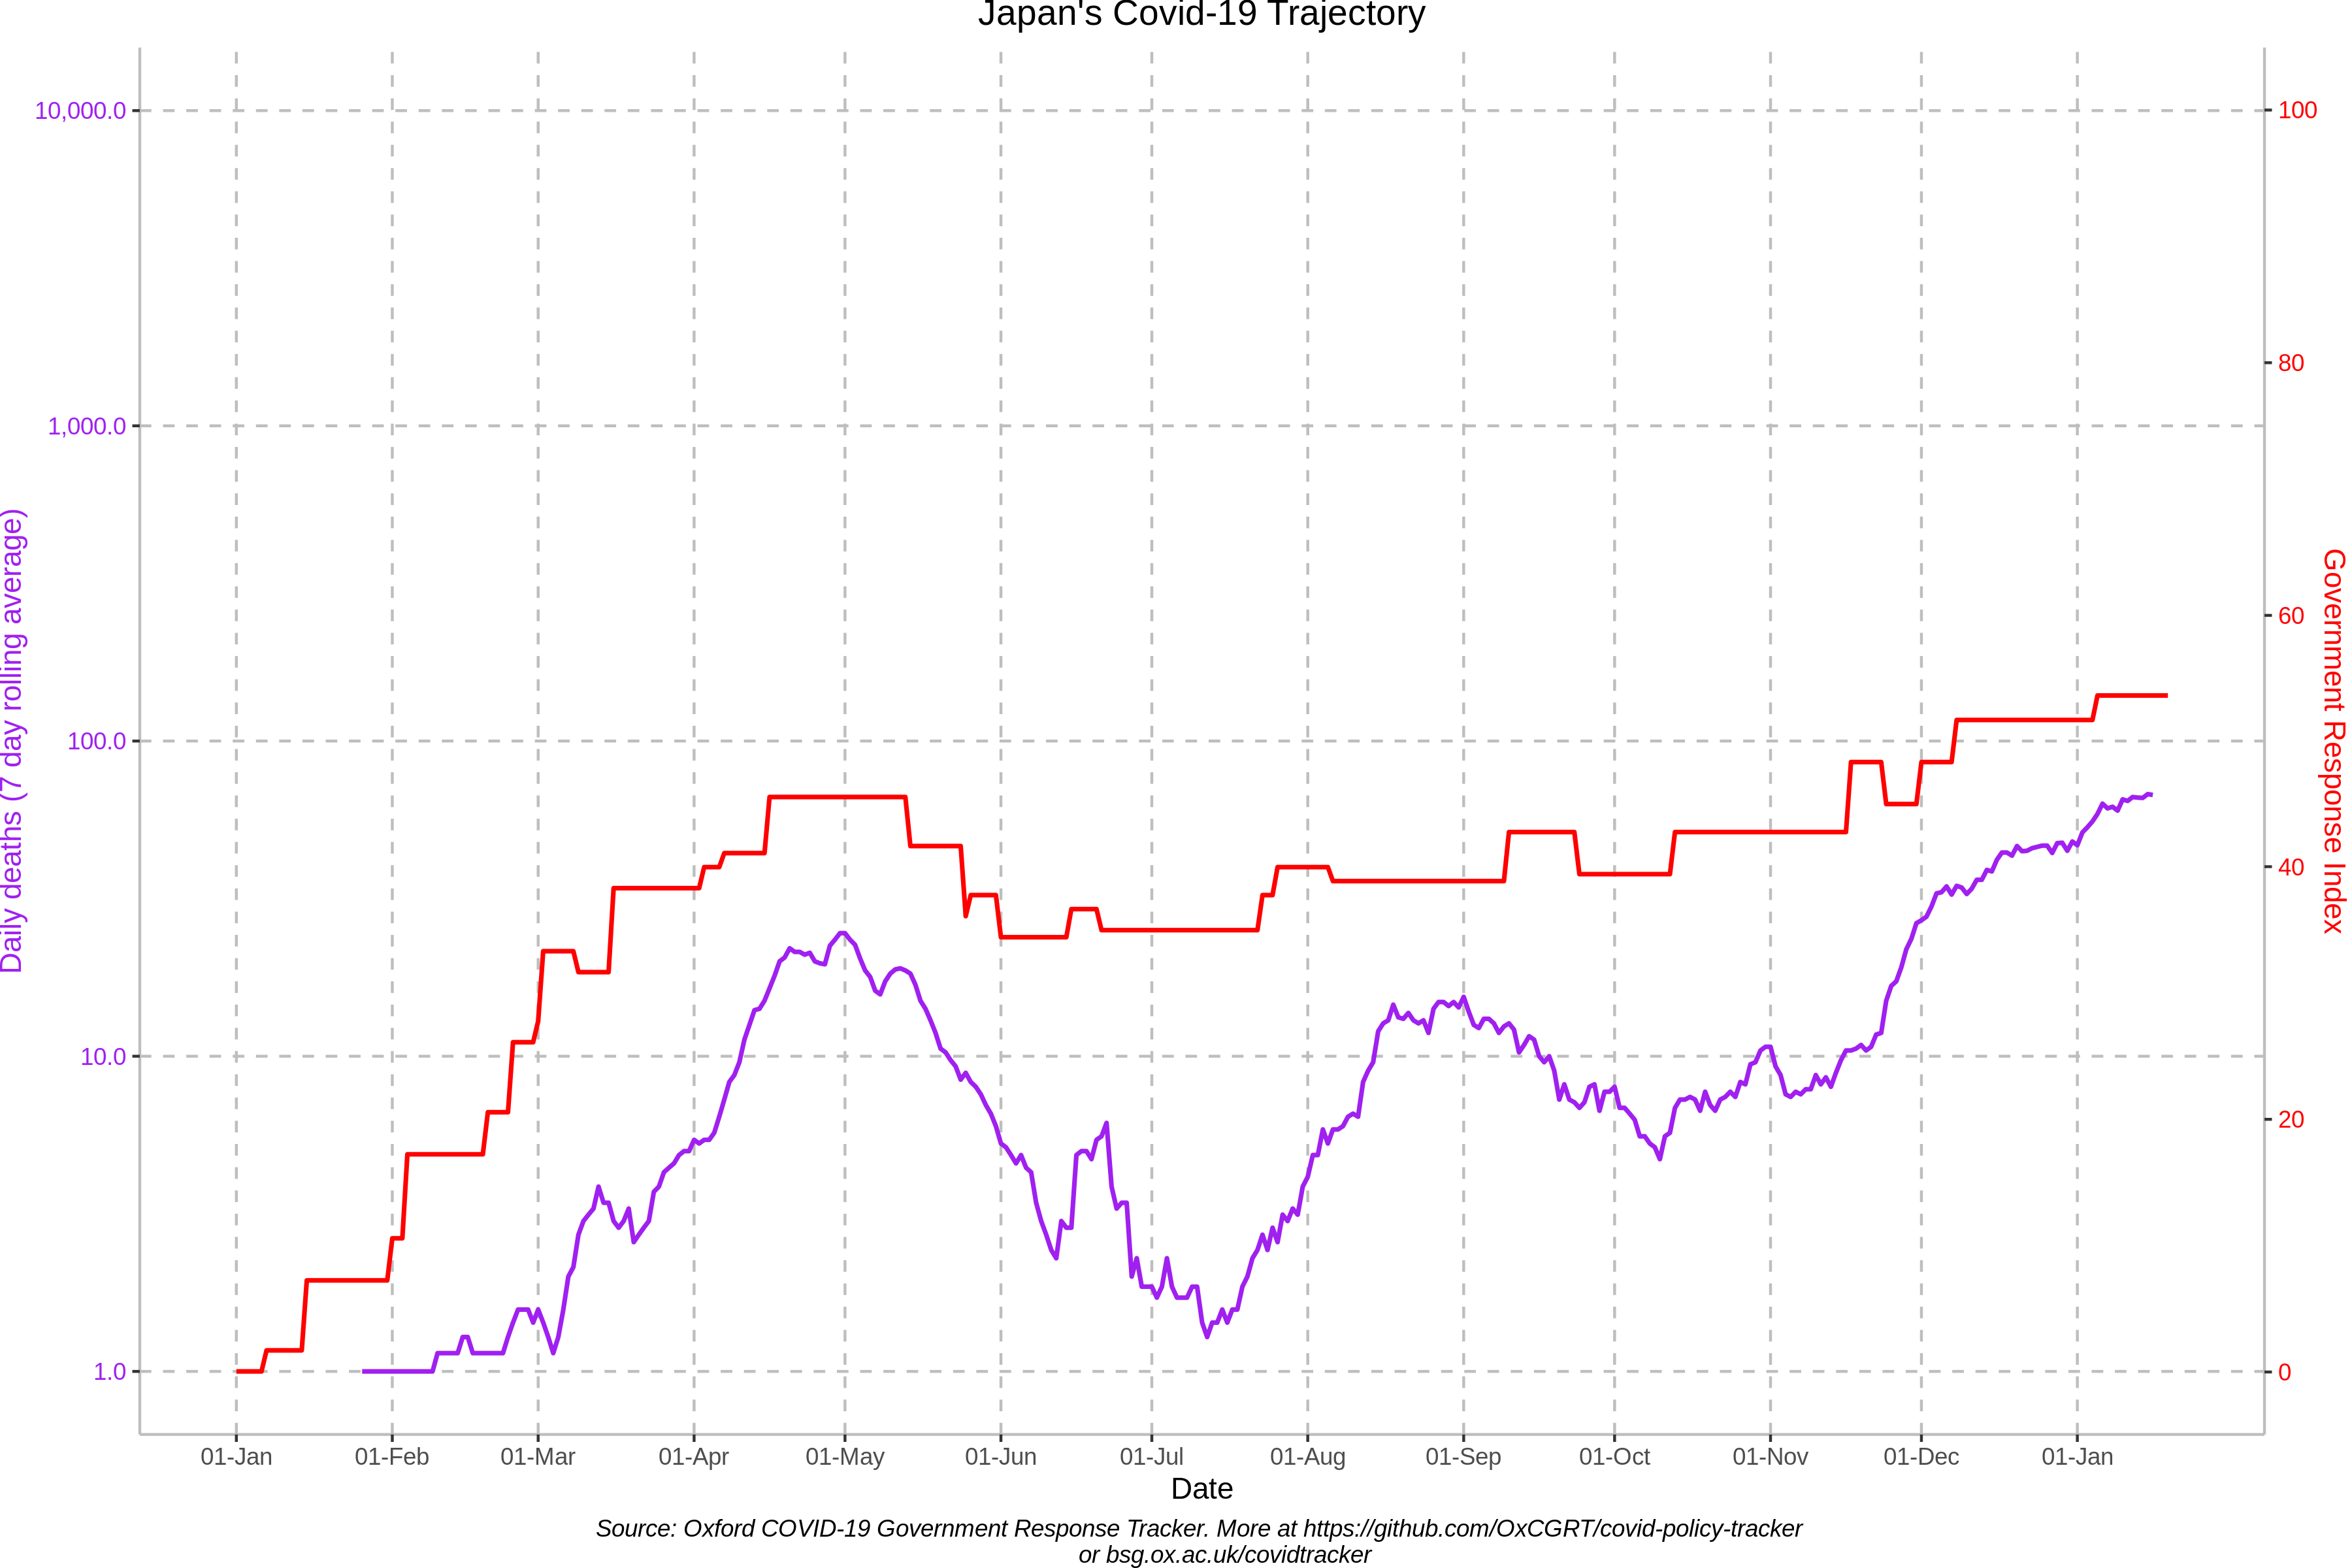 Japan's Covid-19 Trajectory
10,000.0
1,000.0
100.0
10.0
1.0
Daily deaths (7 day rolling average)
100
80
60
40
20
0
Government Response Index
01-Jan 01-Feb 01-Mar 01-Apr 01-May 01-Jun 01-Jul 01-Aug 01-Sep 01-Oct 01-Nov 01-Dec 01-Jan
Date
Source: Oxford COVID-19 Government Response Tracker. More at https://github.com/OxCGRT/covid-policy-tracker
or bsg.ox.ac.uk/covidtracker